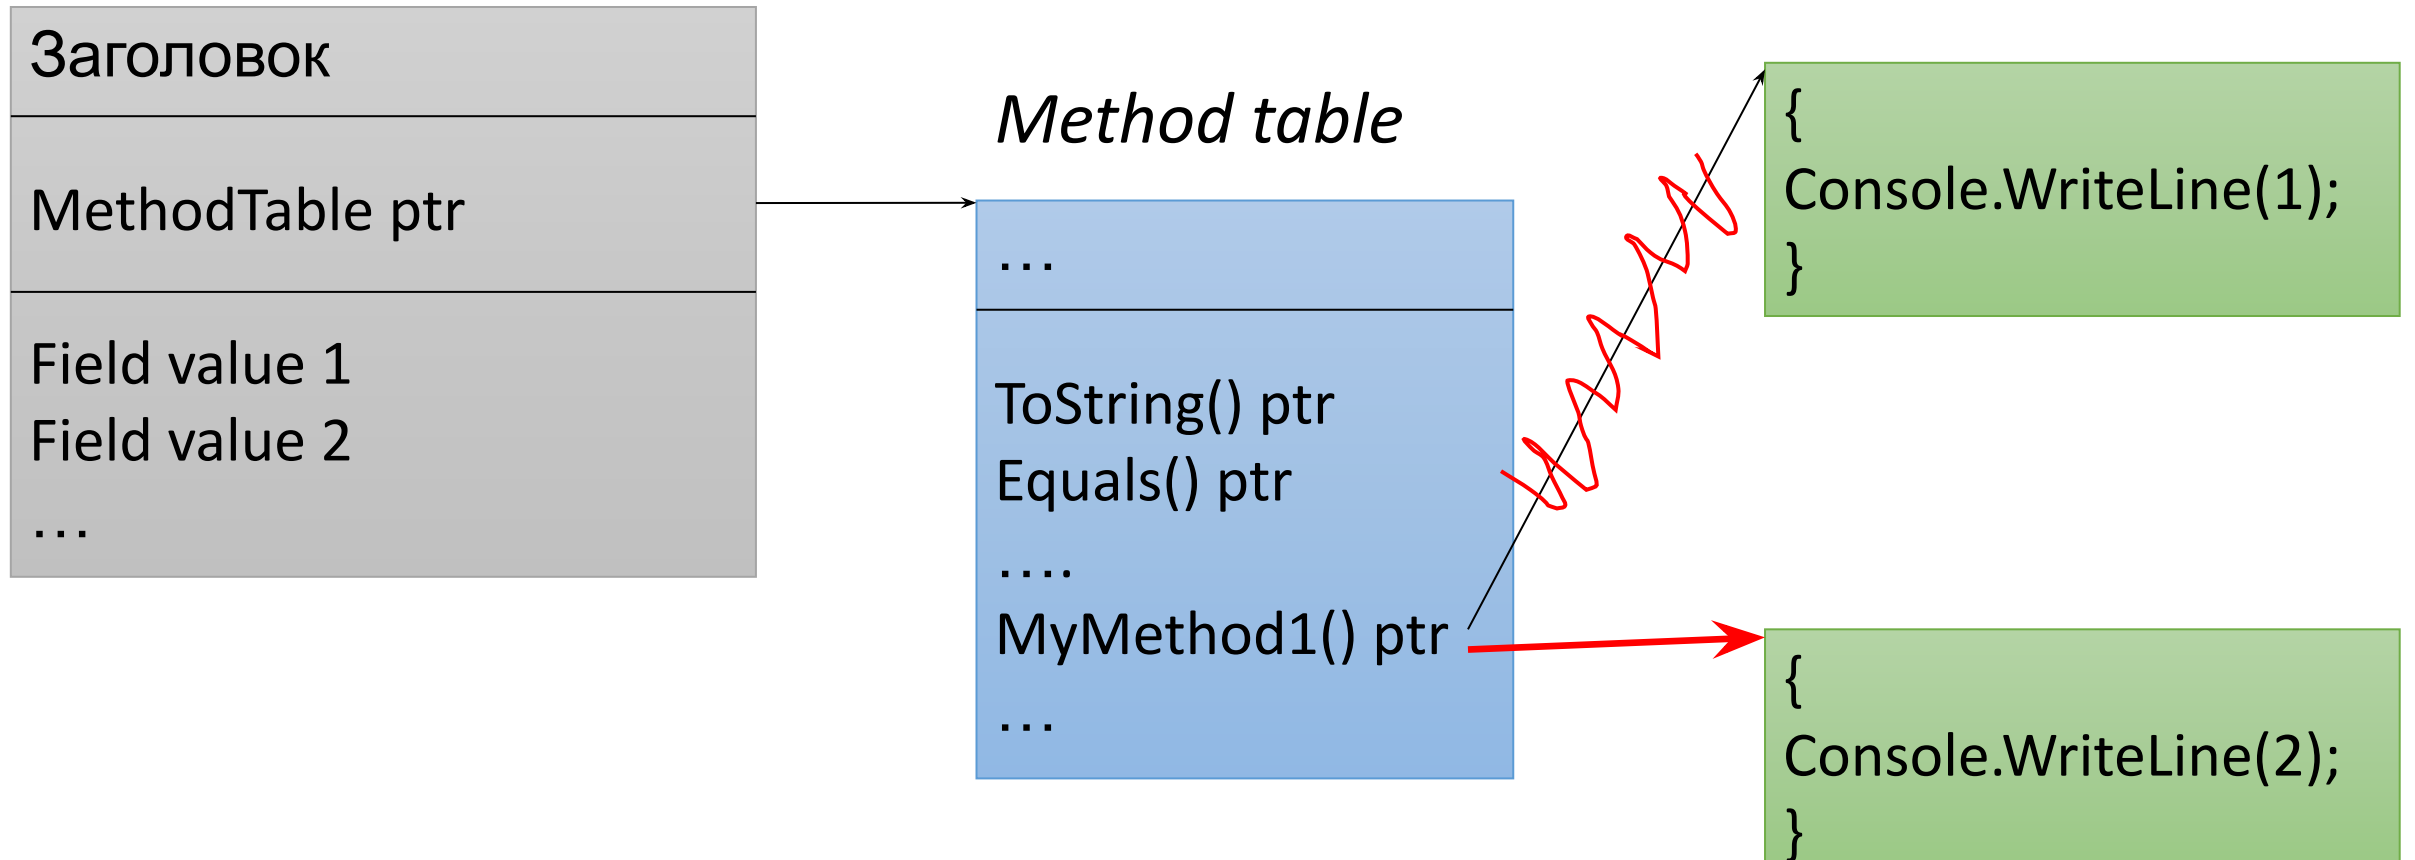 Заголовок
MethodTable ptr
Field value 1
Field value 2
...
Method table
...
ToString() ptr
Equals() ptr
....
MyMethod1() ptr
...
{
Console.WriteLine(1);
}
{
Console.WriteLine(2);
}